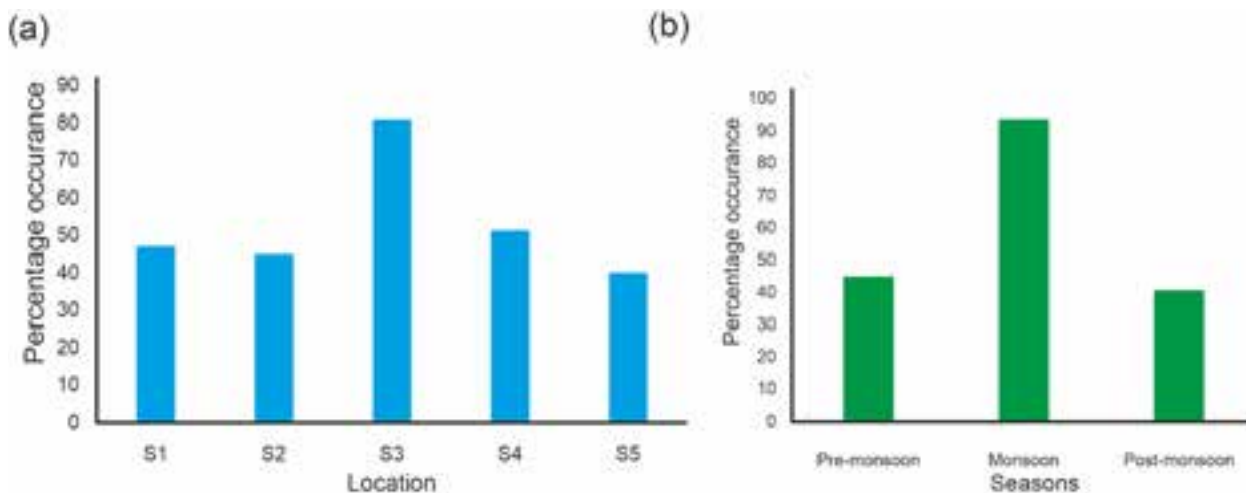 (a)
Percentage occurance
90
80
70
60
50
40
30
20
10
0
S1 S2 S3 S4 S5
Location
(b)
Percentage occurance
100
90
80
70
60
50
40
30
20
10
0
Pre-monsoon Monsoon Post-monsoon
Seasons